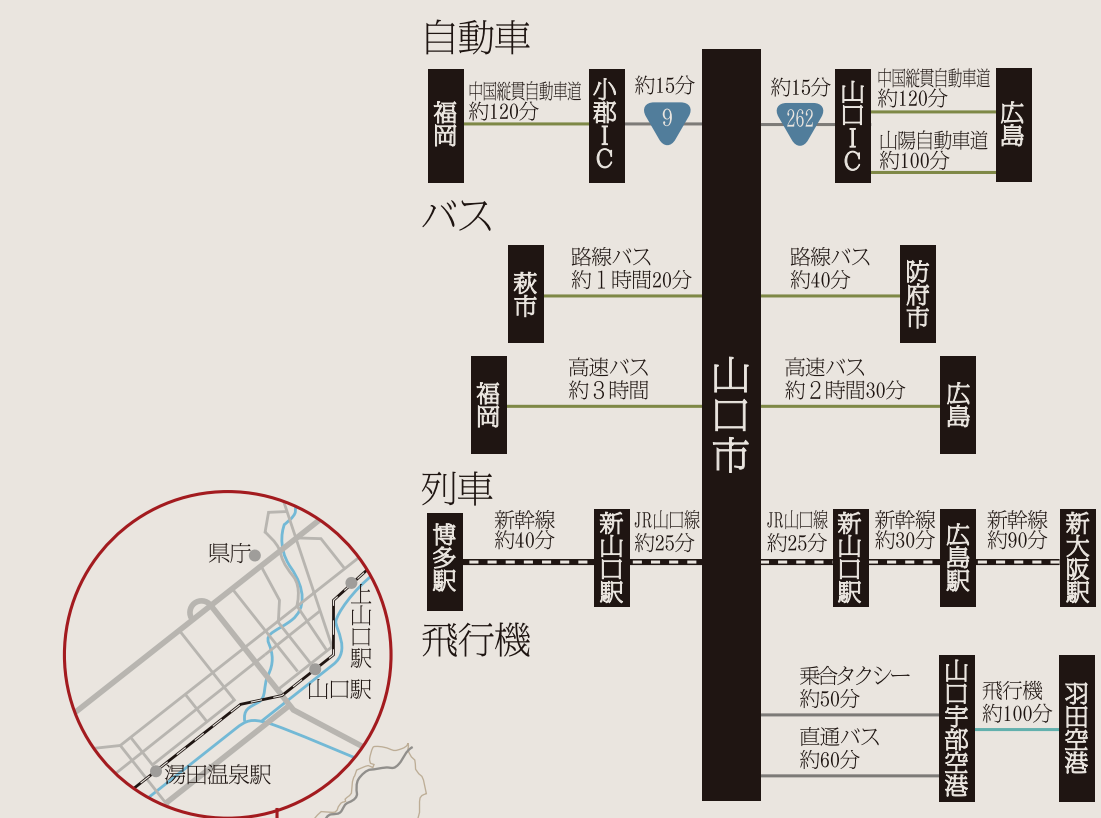 自動車
福岡
中国縦貫自動車道
約120分
小郡IC
約15分
9
約15分
262
山口IC
中国縦貫自動車道
約120分
山陽自動車道
約100分
広島
山口市
バス
萩市
路線バス
約1時間20分
路線バス
約40分
防府市
福岡
高速バス
約3時間
高速バス
約2時間30分
広島
列車
博多駅
新幹線
約40分
新山口駅
JR山口線
約25分
JR山口線
約25分
新山口駅
新幹線
約30分
広島駅
新幹線
約90分
新大阪駅
飛行機
乗合タクシー
約50分
直通バス
約60分
山口宇部空港
飛行機
約100分
羽田空港
県庁
上山口駅
山口駅
湯田温泉駅